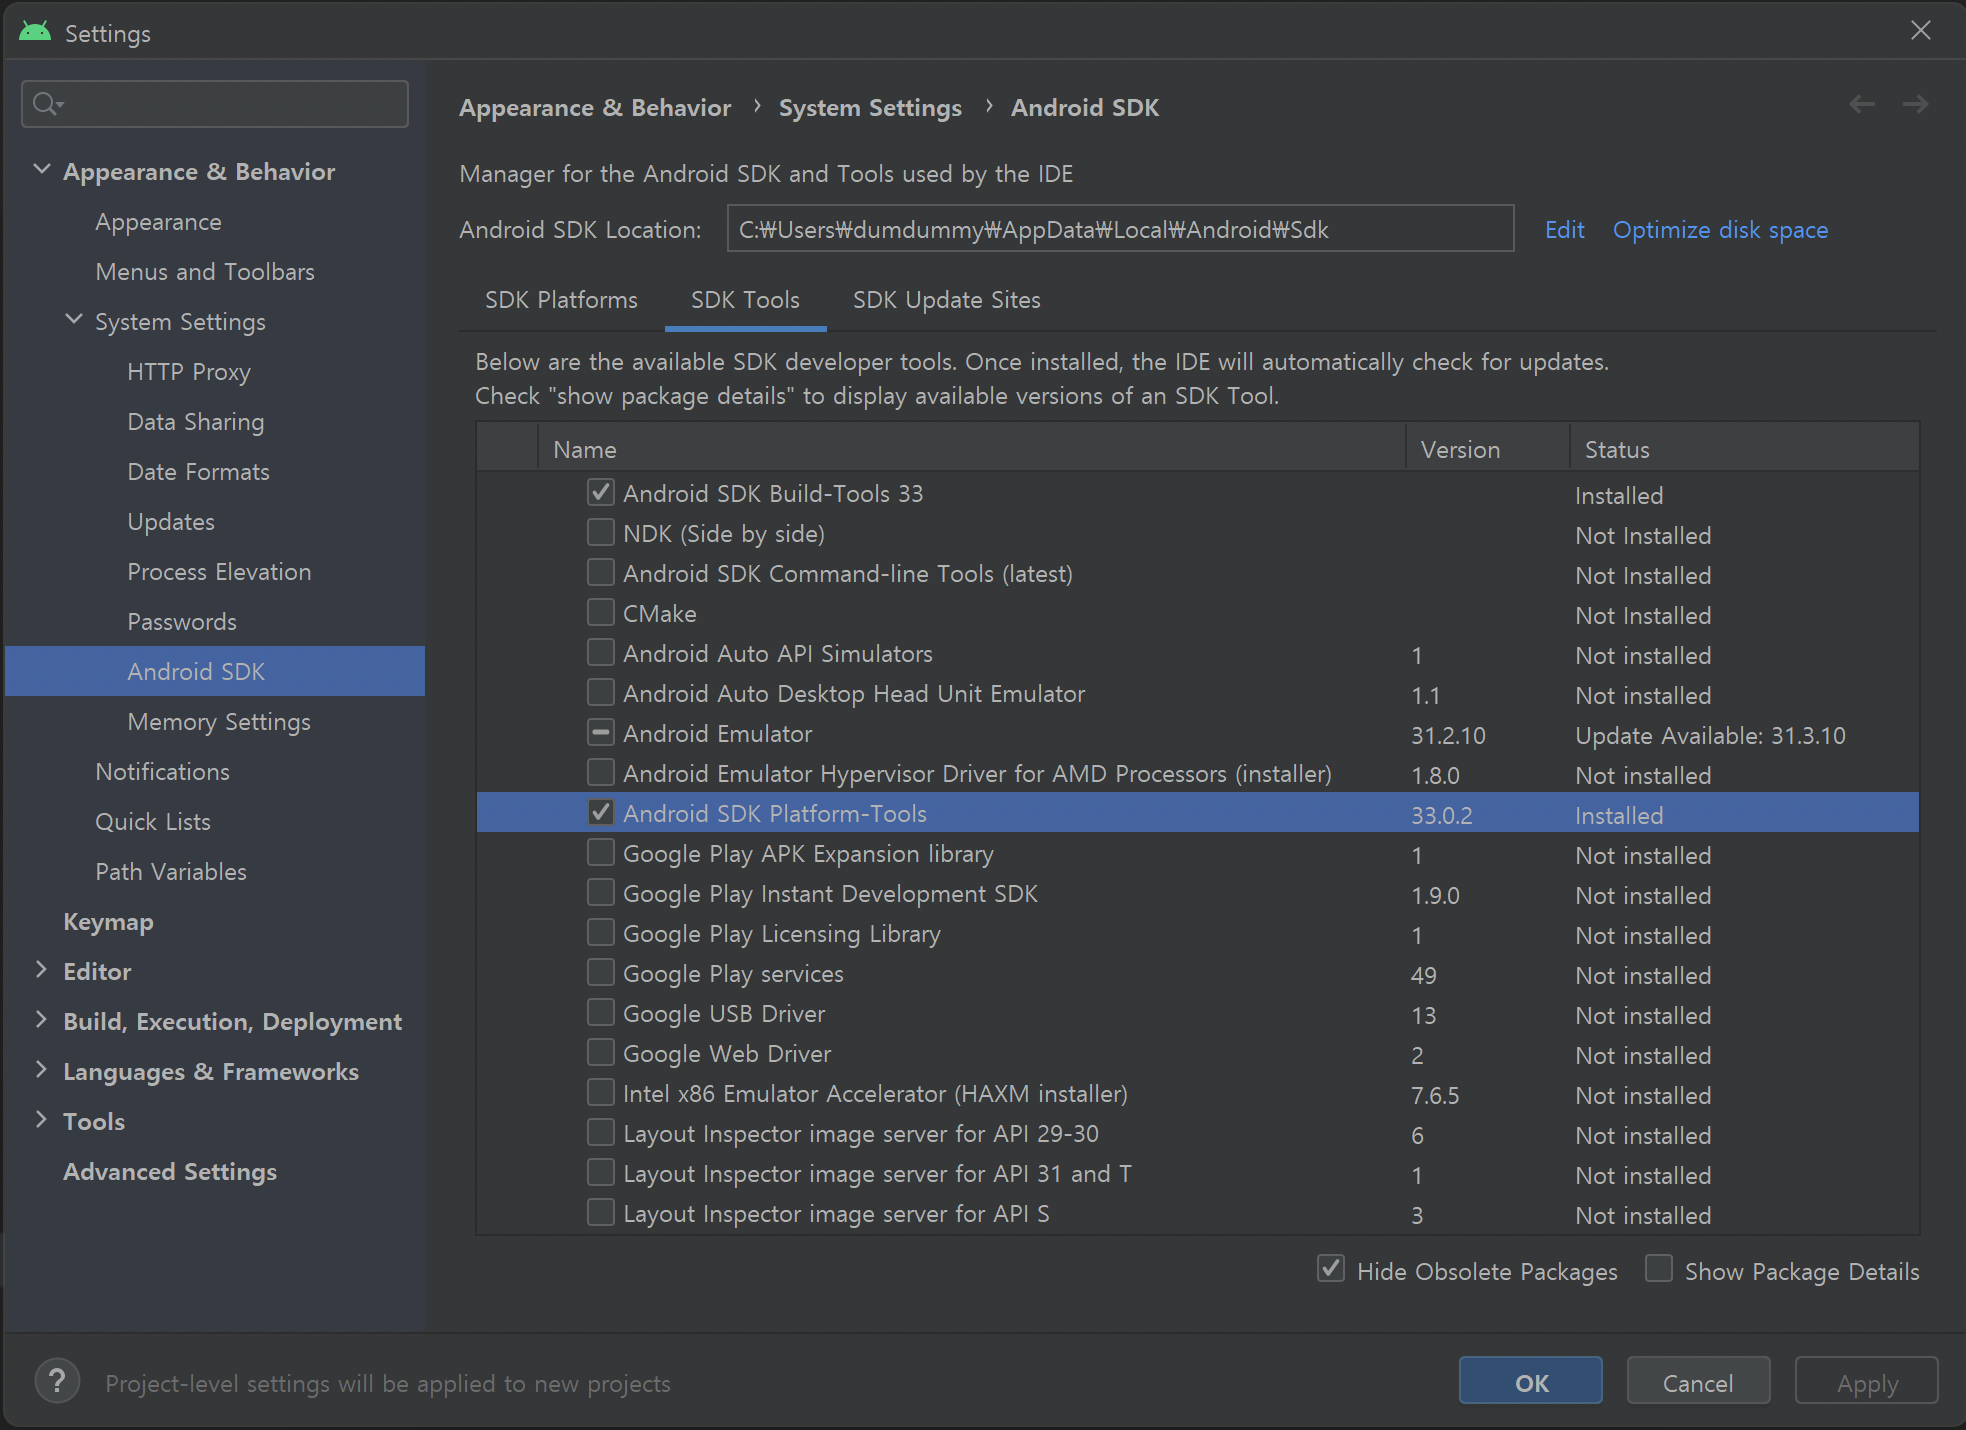 Settings
Appearance & Behavior
Appearance
Menus and Toolbars
System Settings
HTTP Proxy
Data Sharing
Date Formats
Updates
Process Elevation
Passwords
Android SDK
Memory Settings
Notifications
Quick Lists
Path Variables
Keymap
Editor
Build, Execution, Deployment
Languages & Frameworks
Tools
Advanced Settings
Appearance & Behavior › System Settings › Android SDK
Manager for the Android SDK and Tools used by the IDE
Android SDK Location: C:₩Users₩dumdummy₩AppData₩Local₩Android₩Sdk Edit Optimize disk space
SDK Platforms SDK Tools SDK Update Sites
Below are the available SDK developer tools. Once installed, the IDE will automatically check for updates.
Check "show package details" to display available versions of an SDK Tool.
Name Version Status
Android SDK Build-Tools 33 Installed
NDK (Side by side) Not Installed
Android SDK Command-line Tools (latest) Not Installed
CMake Not Installed
Android Auto API Simulators 1 Not installed
Android Auto Desktop Head Unit Emulator 1.1 Not installed
Android Emulator 31.2.10 Update Available: 31.3.10
Android Emulator Hypervisor Driver for AMD Processors (installer) 1.8.0 Not installed
Android SDK Platform-Tools 33.0.2 Installed
Google Play APK Expansion library 1 Not installed
Google Play Instant Development SDK 1.9.0 Not installed
Google Play Licensing Library 1 Not installed
Google Play services 49 Not installed
Google USB Driver 13 Not installed
Google Web Driver 2 Not installed
Intel x86 Emulator Accelerator (HAXM installer) 7.6.5 Not installed
Layout Inspector image server for API 29-30 6 Not installed
Layout Inspector image server for API 31 and T 1 Not installed
Layout Inspector image server for API S 3 Not installed
Hide Obsolete Packages Show Package Details
? Project-level settings will be applied to new projects
OK Cancel Apply